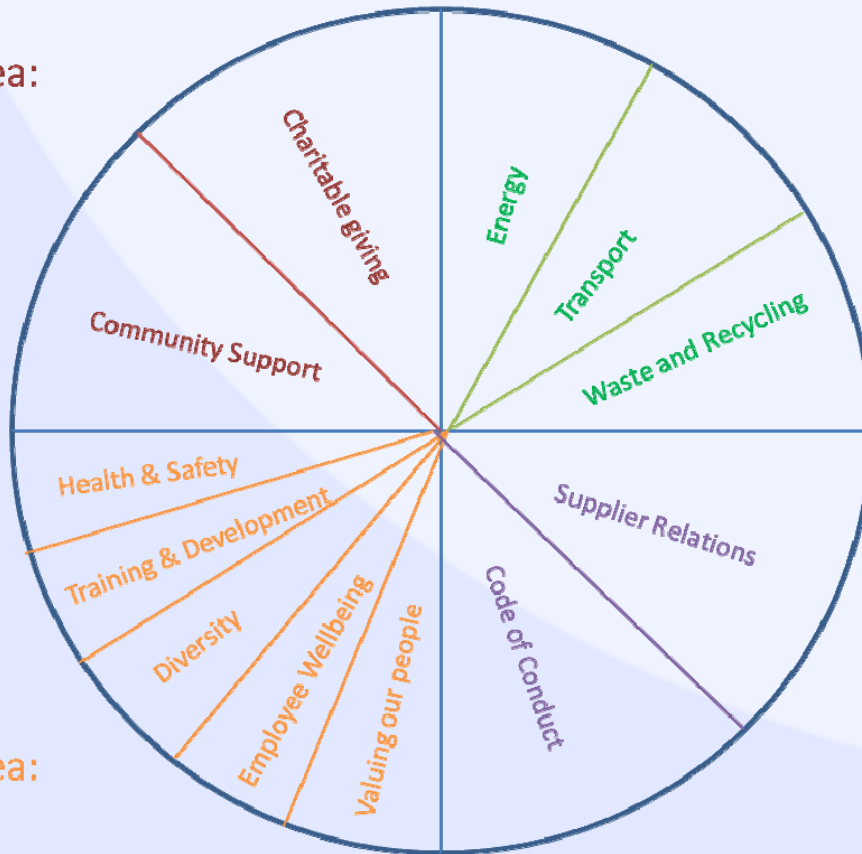 ea:
Charitable giving
Community Support
Energy
Transport
Waste and Recycling
Health & Safety
Training & Development
Diversity
Employee Wellbeing
Valuing our people
Supplier Relations
Code of Conduct
ea: